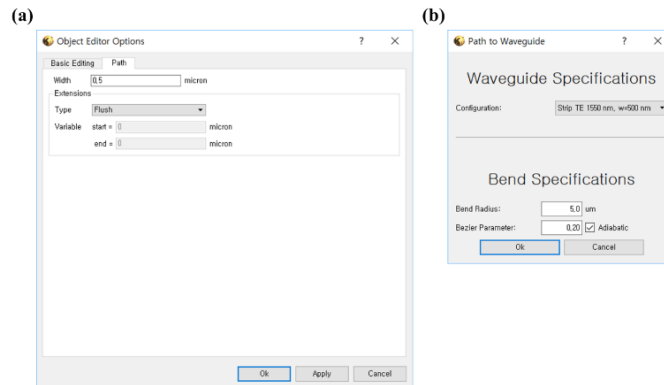 (a)
Object Editor Options ? ×
Basic Editing Path
Width 0,5 micron
Extensions
Type Flush
Variable start = 0 micron
end = 0 micron
Ok Apply Cancel
(b)
Path to Waveguide ? ×
Waveguide Specifications
Configuration: Strip TE 1550 nm, w=500 nm
Bend Specifications
Bend Radius: 5,0 um
Bezier Parameter: 0,20 Adiabatic
Ok Cancel